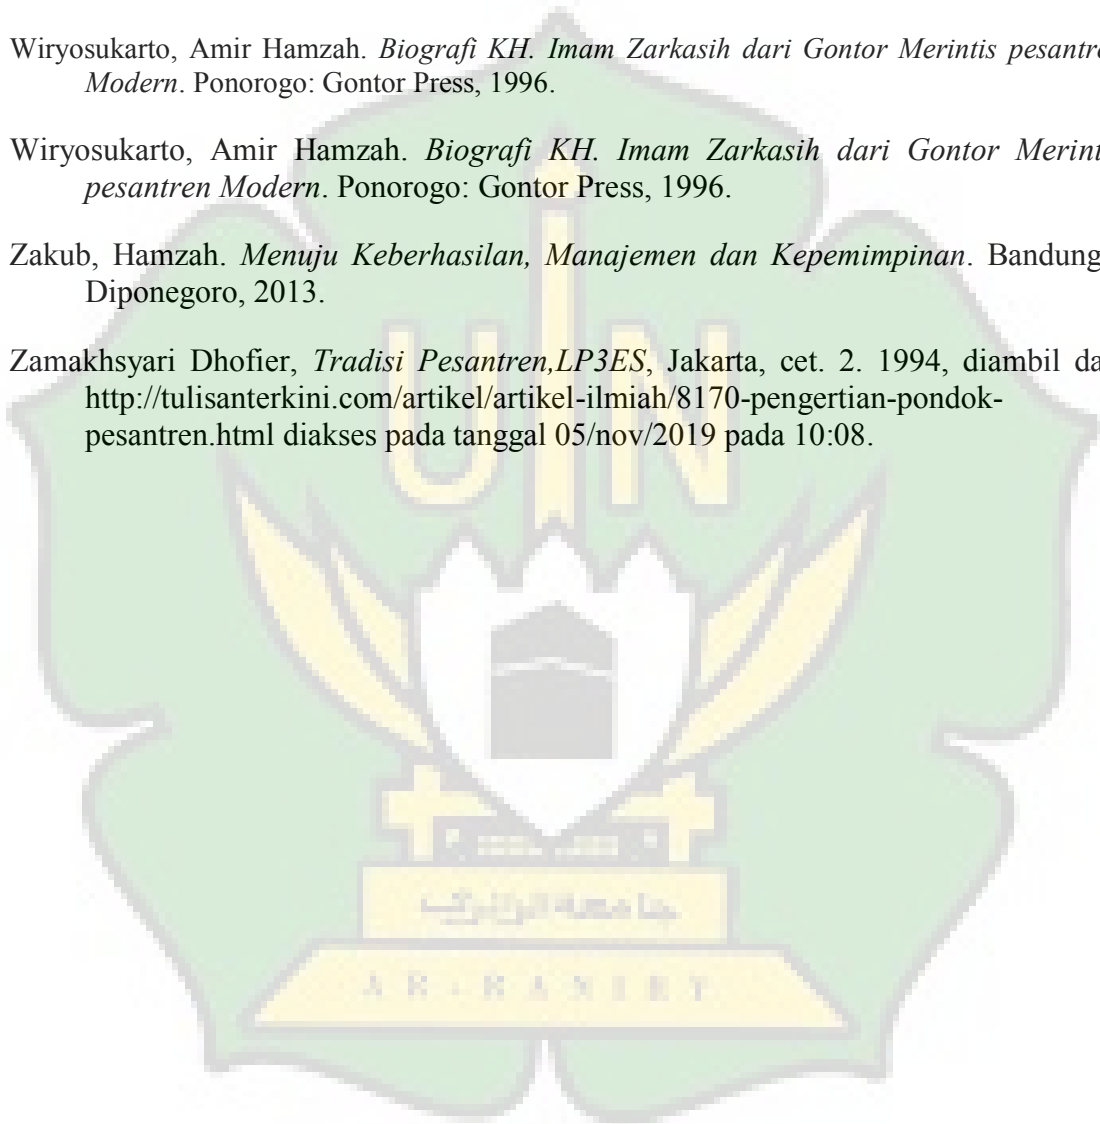 Wiryosukarto, Amir Hamzah. Biografi KH. Imam Zarkasih dari Gontor Merintis pesantre
Modern. Ponorogo: Gontor Press, 1996.
Wiryosukarto, Amir Hamzah. Biografi KH. Imam Zarkasih dari Gontor Merint
pesantren Modern. Ponorogo: Gontor Press, 1996.
Zakub, Hamzah. Menuju Keberhasilan, Manajemen dan Kepemimpinan. Bandung
Diponegoro, 2013.
Zamakhsyari Dhofier, Tradisi Pesantren,LP3ES, Jakarta, cet. 2. 1994, diambil da
http://tulisanterkini.com/artikel/artikel-ilmiah/8170-pengertian-pondok-
pesantren.html diakses pada tanggal 05/nov/2019 pada 10:08.
UIN
جامعة الرانيري
AR-RANIRY